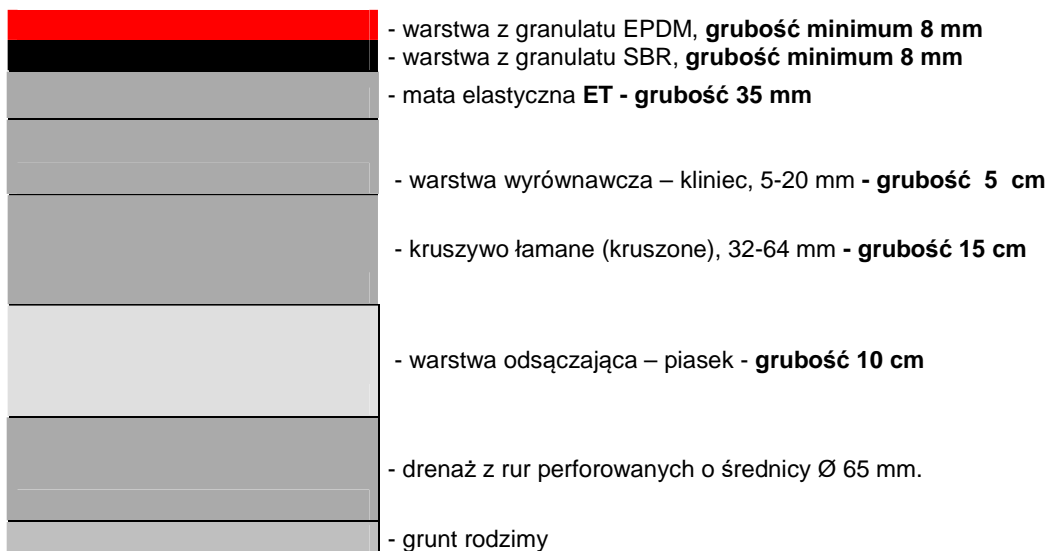 - warstwa z granulatu EPDM, grubość minimum 8 mm
- warstwa z granulatu SBR, grubość minimum 8 mm
- mata elastyczna ET - grubość 35 mm
- warstwa wyrównawcza – kliniec, 5-20 mm - grubość 5 cm
- kruszywo łamane (kruszone), 32-64 mm - grubość 15 cm
- warstwa odsączająca – piasek - grubość 10 cm
- drenaż z rur perforowanych o średnicy Ø 65 mm.
- grunt rodzimy